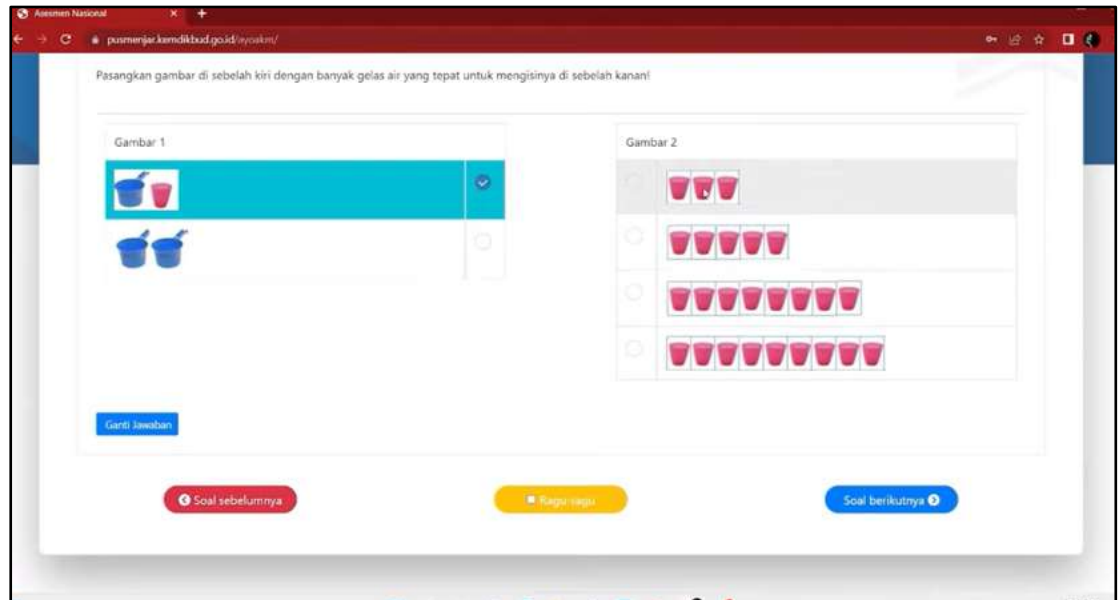 Asesmen Nasional
pusmenjar.kemdikbud.go.id/ayoakm/
Pasangkan gambar di sebelah kiri dengan banyak gelas air yang tepat untuk mengisinya di sebelah kanan!
Gambar 1
Gambar 2
Ganti Jawaban
Soal sebelumnya
Ragu-ragu
Soal berikutnya